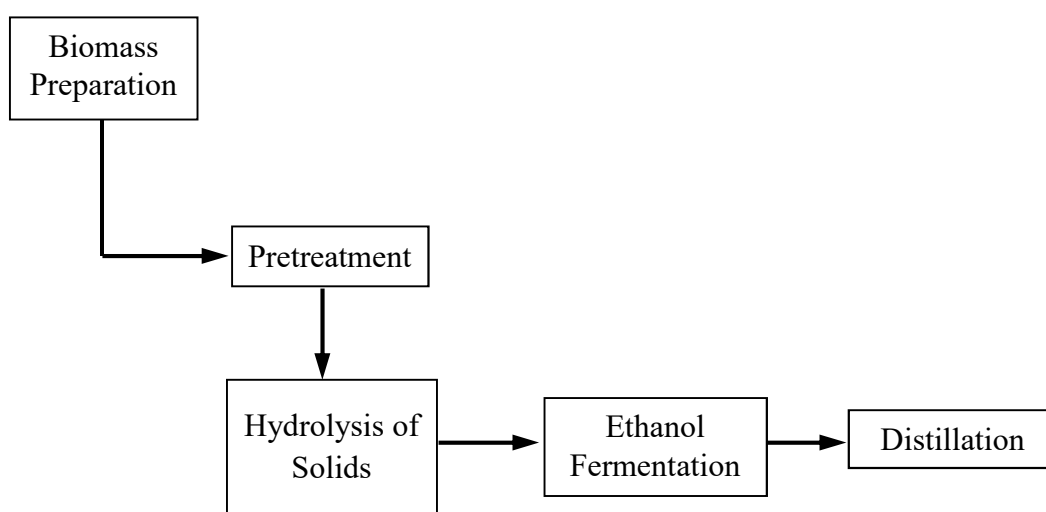 Biomass
Preparation
Pretreatment
Hydrolysis of
Solids
Ethanol
Fermentation
Distillation